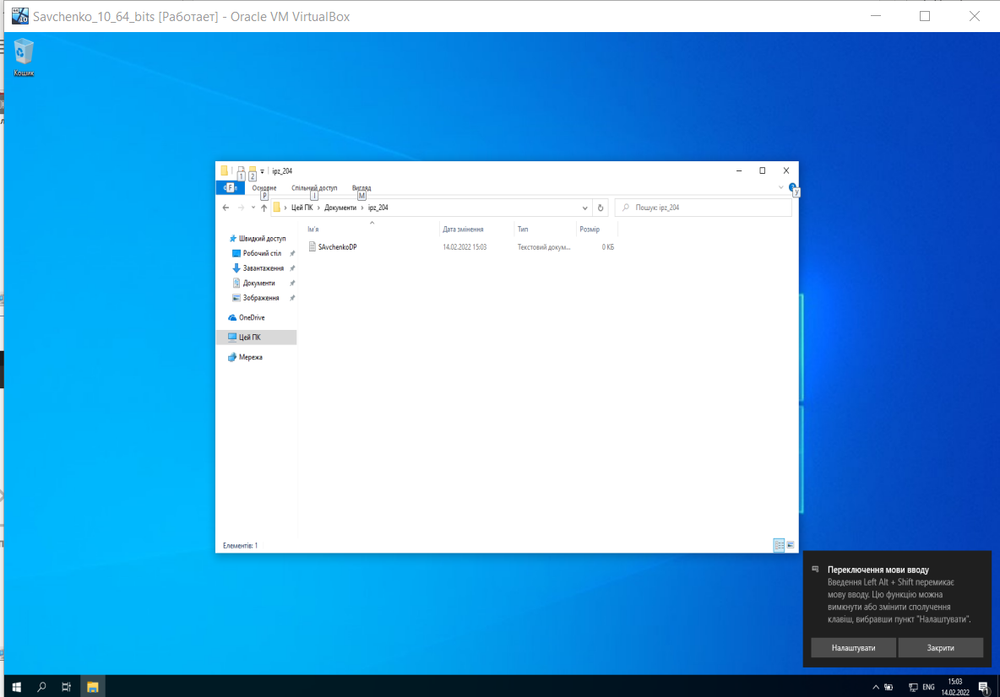 Savchenko_10_64_bits [Работает] - Oracle VM VirtualBox
Кошик
ipz_204
1
2
F
Основне
Спільний доступ
Вигляд
P
I
M
Y
Цей ПК
Документи
ipz_204
Пошук: ipz_204
Ім'я
Дата змінення
Тип
Розмір
SAvchenkoDP
14.02.2022 15:03
Текстовий докум...
0 КБ
Швидкий доступ
Робочий стіл
Завантаження
Документи
Зображення
OneDrive
Цей ПК
Мережа
Елементів: 1
Переключення мови вводу
Введення Left Alt + Shift перемикає
мову вводу. Цю функцію можна
вимкнути або змінити сполучення
клавіш, вибравши пункт "Налаштувати".
Налаштувати
Закрити
ENG
15:03
14.02.2022
1